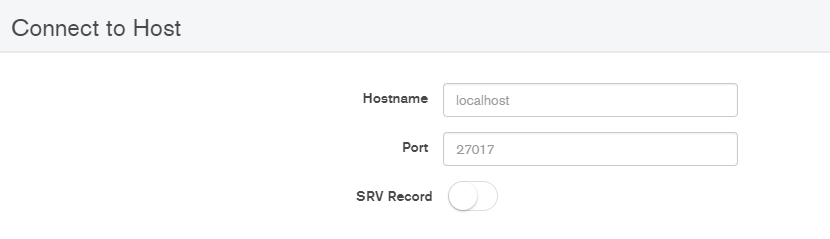 Connect to Host
Hostname localhost
Port 27017
SRV Record